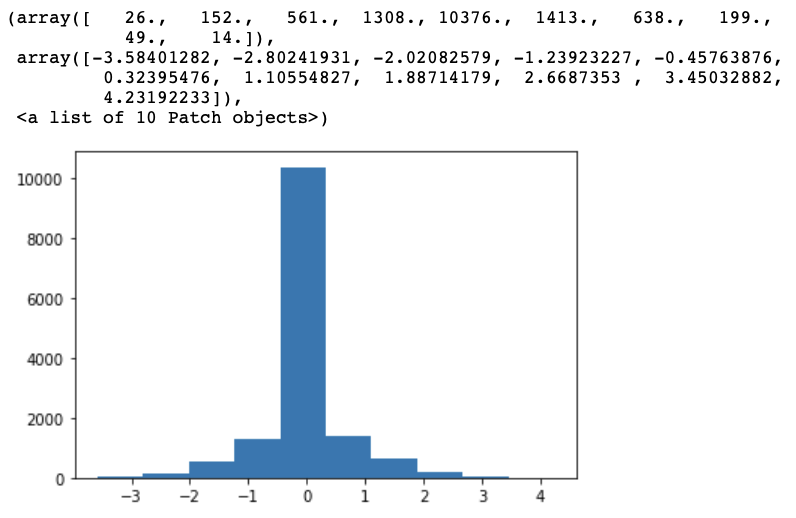 (array([   26.,   152.,   561.,  1308., 10376.,  1413.,   638.,   199.,
           49.,    14.]),
 array([-3.58401282, -2.80241931, -2.02082579, -1.23923227, -0.45763876,
         0.32395476,  1.10554827,  1.88714179,  2.6687353 ,  3.45032882,
         4.23192233]),
 <a list of 10 Patch objects>)
10000
8000
6000
4000
2000
0
−3 −2 −1 0 1 2 3 4